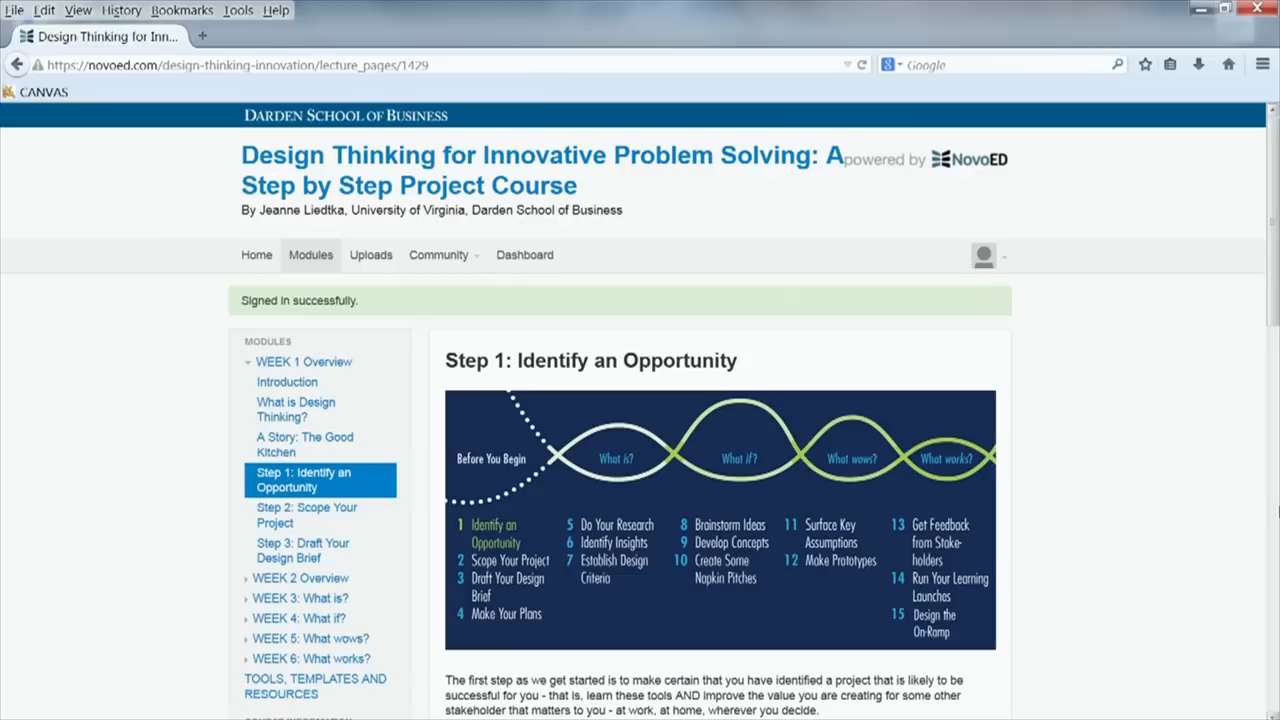 File Edit View History Bookmarks Tools Help
Design Thinking for Inn...
https://novoed.com/design-thinking-innovation/lecture_pages/1429
Google
CANVAS
DARDEN SCHOOL OF BUSINESS
Design Thinking for Innovative Problem Solving: A
Step by Step Project Course
powered by NovoED
By Jeanne Liedtka, University of Virginia, Darden School of Business
Home Modules Uploads Community Dashboard
Signed in successfully.
MODULES
WEEK 1 Overview
Introduction
What is Design
Thinking?
A Story: The Good
Kitchen
Step 1: Identify an
Opportunity
Step 2: Scope Your
Project
Step 3: Draft Your
Design Brief
WEEK 2 Overview
WEEK 3: What is?
WEEK 4: What if?
WEEK 5: What wows?
WEEK 6: What works?
TOOLS, TEMPLATES AND
RESOURCES
Step 1: Identify an Opportunity
Before You Begin
What is?
What if?
What wows?
What works?
1 Identify an
Opportunity
2 Scope Your Project
3 Draft Your Design
Brief
4 Make Your Plans
5 Do Your Research
6 Identify Insights
7 Establish Design
Criteria
8 Brainstorm Ideas
9 Develop Concepts
10 Create Some
Napkin Pitches
11 Surface Key
Assumptions
12 Make Prototypes
13 Get Feedback
from Stake-
holders
14 Run Your Learning
Launches
15 Design the
On-Ramp
The first step as we get started is to make certain that you have identified a project that is likely to be
successful for you - that is, learn these tools AND improve the value you are creating for some other
stakeholder that matters to you - at work, at home, wherever you decide.